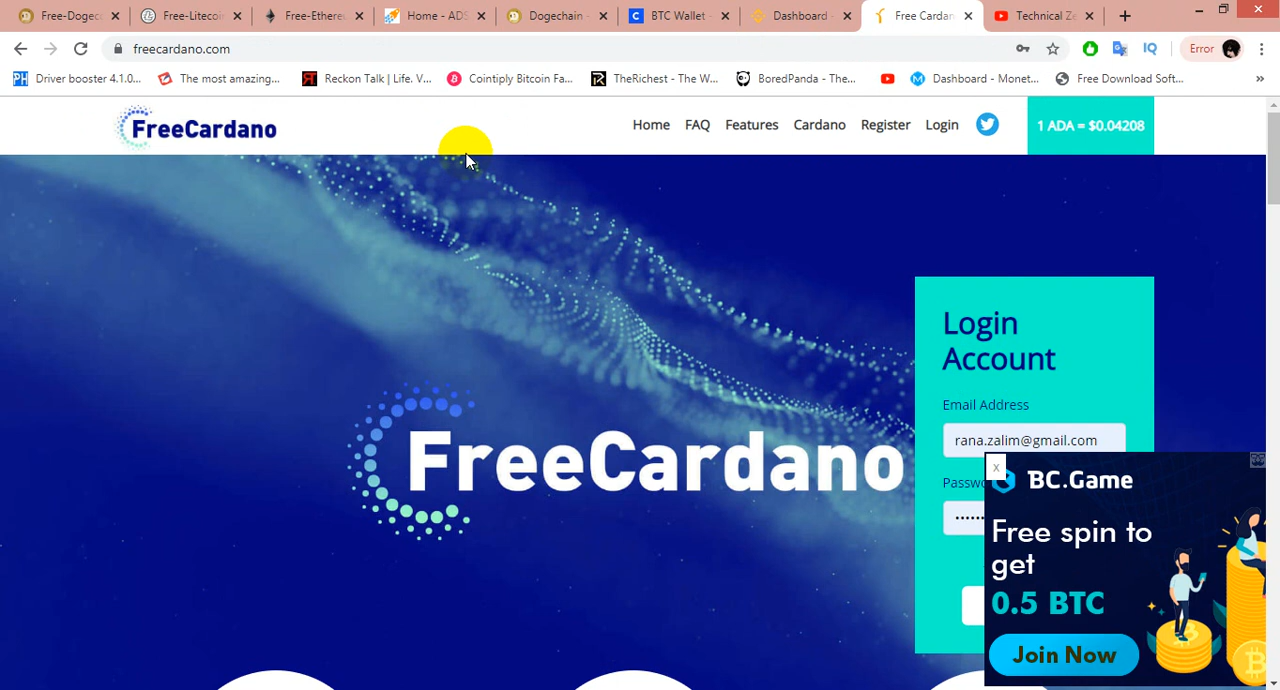 Free-Dogec
Free-Litecoi
Free-Ethere
Home - ADS
Dogechain -
BTC Wallet -
Dashboard -
Free Cardan
Technical Ze
freecardano.com
Error
Driver booster 4.1.0...
The most amazing...
Reckon Talk | Life. V...
Cointiply Bitcoin Fa...
TheRichest - The W...
BoredPanda - The...
Dashboard - Monet...
Free Download Soft...
»
FreeCardano
Home
FAQ
Features
Cardano
Register
Login
1 ADA = $0.04208
FreeCardano
Login
Account
Email Address
rana.zalim@gmail.com
Passwo
x
BC.Game
Free spin to
get
0.5 BTC
Join Now